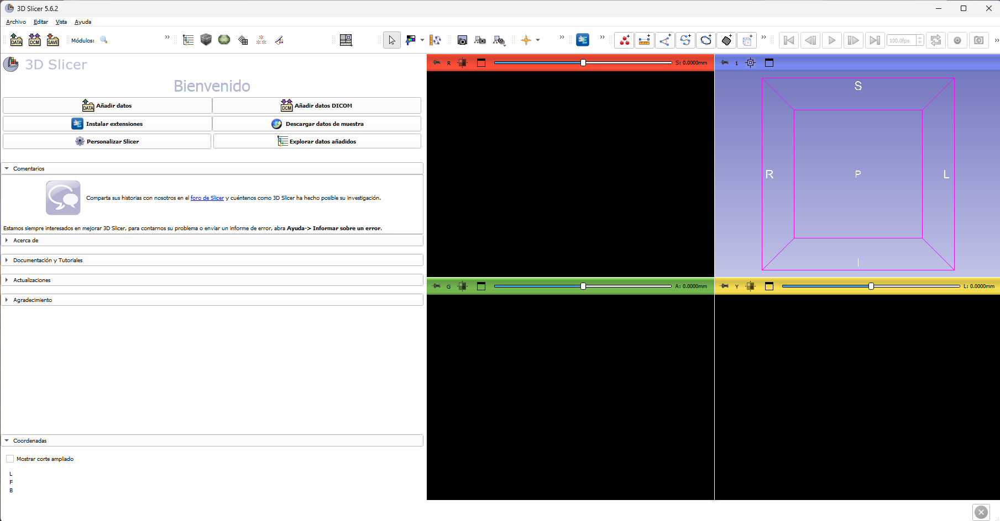 3D Slicer 5.6.2
Archivo Editar Vista Ayuda
DATA DCM SAVE Módulos: 100.0fps
3D Slicer
Bienvenido
DATA Añadir datos
DCM Añadir datos DICOM
Instalar extensiones
Descargar datos de muestra
Personalizar Slicer
Explorar datos añadidos
Comentarios
Comparta sus historias con nosotros en el foro de Slicer y cuéntenos como 3D Slicer ha hecho posible su investigación.
Estamos siempre interesados en mejorar 3D Slicer, para contarnos su problema o enviar un informe de error, abra Ayuda-> Informar sobre un error.
Acerca de
Documentación y Tutoriales
Actualizaciones
Agradecimiento
Coordenadas
Mostrar corte ampliado
L
F
B
R S: 0.0000mm
1
S
R P L
I
G A: 0.0000mm
Y L: 0.0000mm